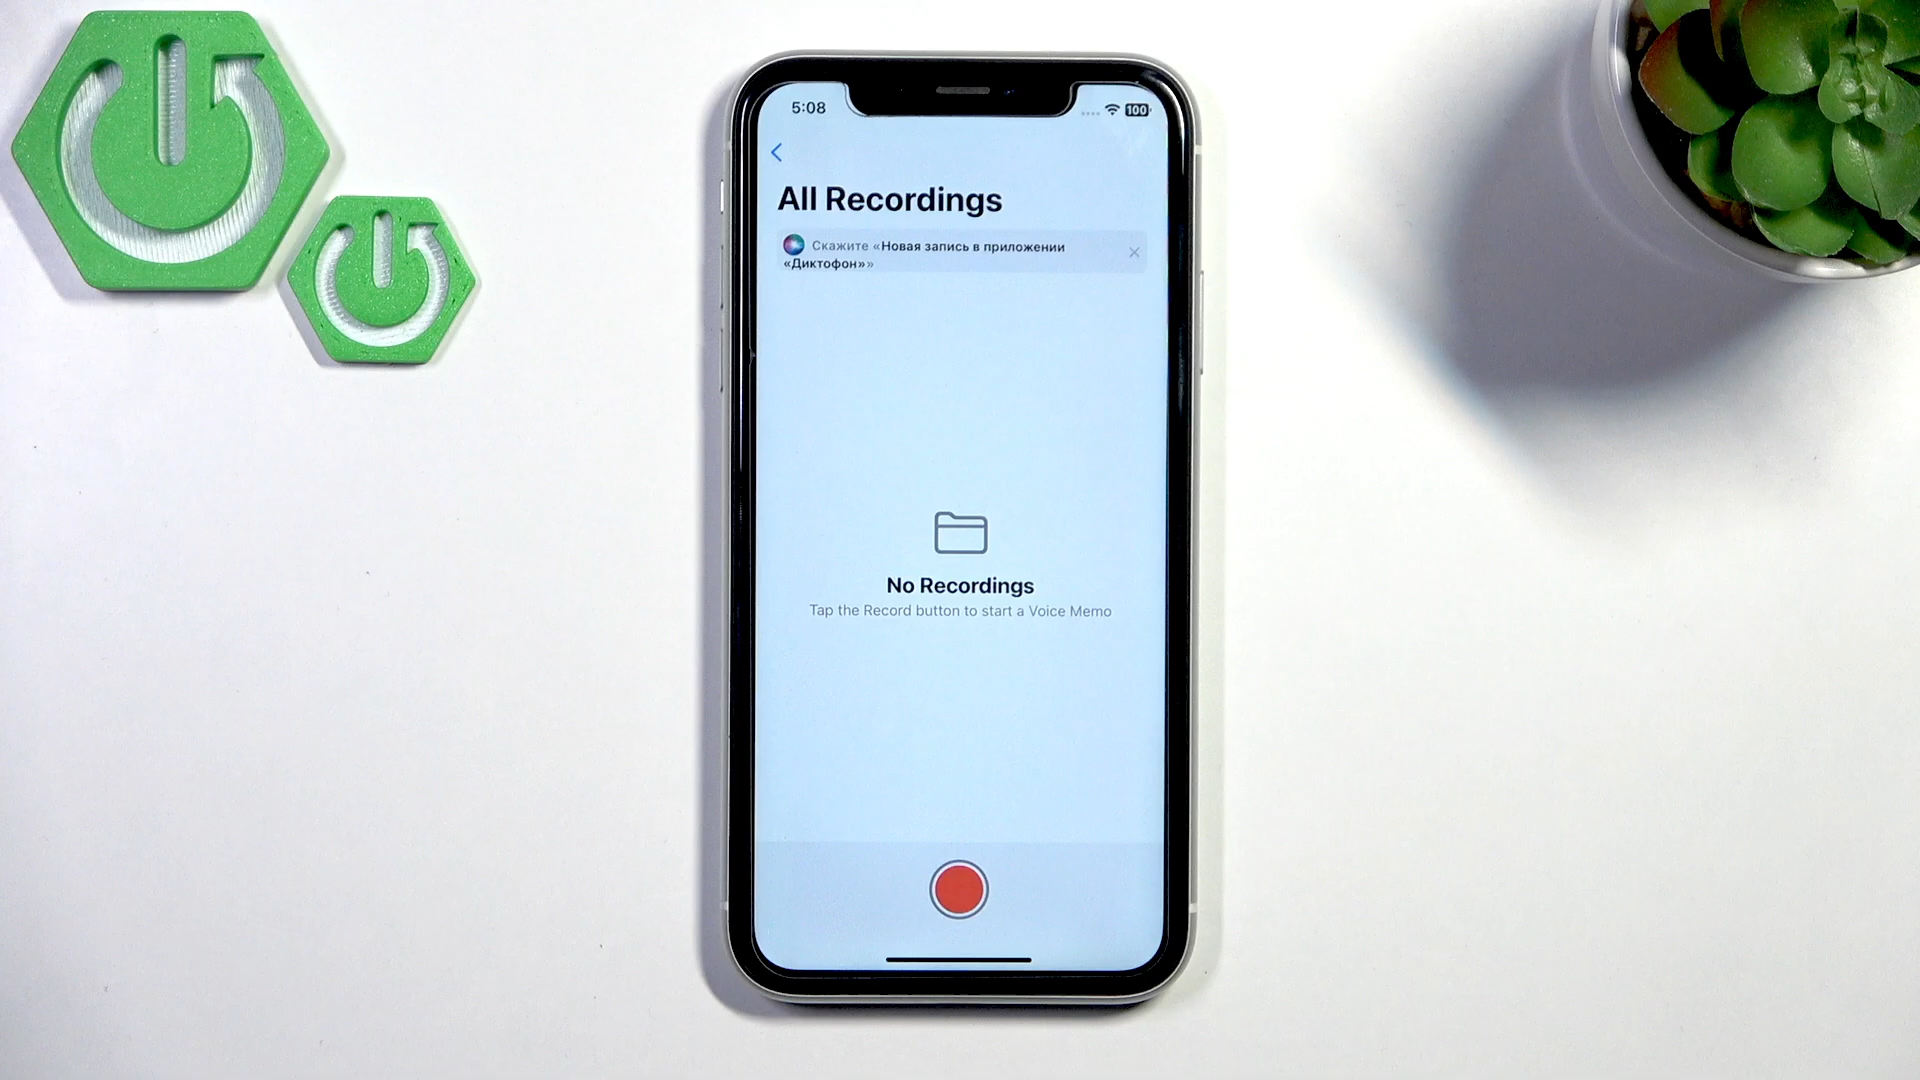 5:08
100
All Recordings
Скажите «Новая запись в приложении
«Диктофон»»
No Recordings
Tap the Record button to start a Voice Memo